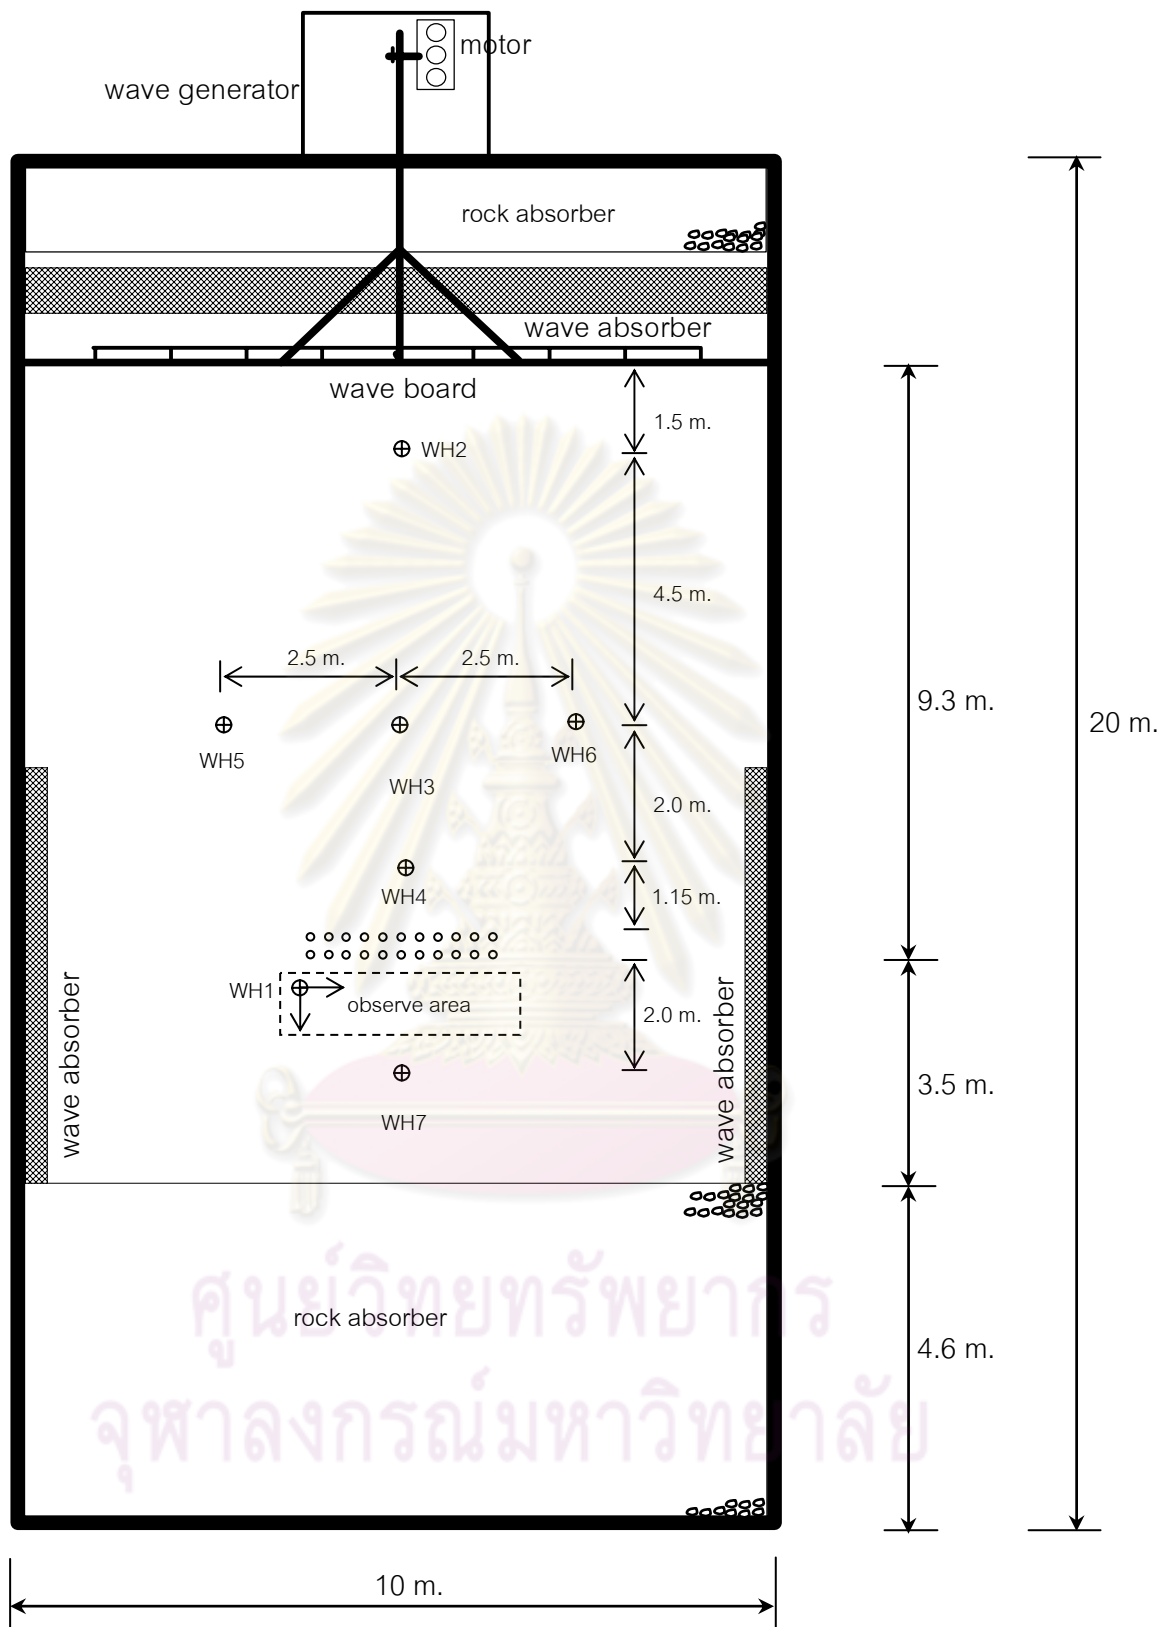 motor
wave generator
rock absorber
wave absorber
wave board
1.5 m.
WH2
4.5 m.
2.5 m.
2.5 m.
9.3 m.
20 m.
WH5
WH6
WH3
2.0 m.
WH4
1.15 m.
WH1
observe area
2.0 m.
wave absorber
wave absorber
3.5 m.
WH7
ศูนย์วิทยทรัพยากร
rock absorber
4.6 m.
จุฬาลงกรณ์มหาวิทยาลัย
10 m.